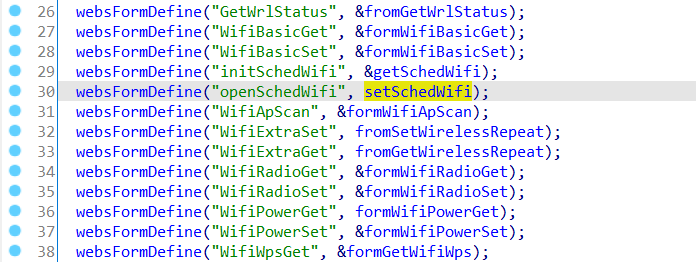 26 websFormDefine("GetWrlStatus", &fromGetWrlStatus);
27 websFormDefine("WifiBasicGet", &formWifiBasicGet);
28 websFormDefine("WifiBasicSet", &formWifiBasicSet);
29 websFormDefine("initSchedWifi", &getSchedWifi);
30 websFormDefine("openSchedWifi", setSchedWifi);
31 websFormDefine("WifiApScan", &formWifiApScan);
32 websFormDefine("WifiExtraSet", fromSetWirelessRepeat);
33 websFormDefine("WifiExtraGet", fromGetWirelessRepeat);
34 websFormDefine("WifiRadioGet", &formWifiRadioGet);
35 websFormDefine("WifiRadioSet", &formWifiRadioSet);
36 websFormDefine("WifiPowerGet", formWifiPowerGet);
37 websFormDefine("WifiPowerSet", &formWifiPowerSet);
38 websFormDefine("WifiWpsGet", &formGetWifiWps);